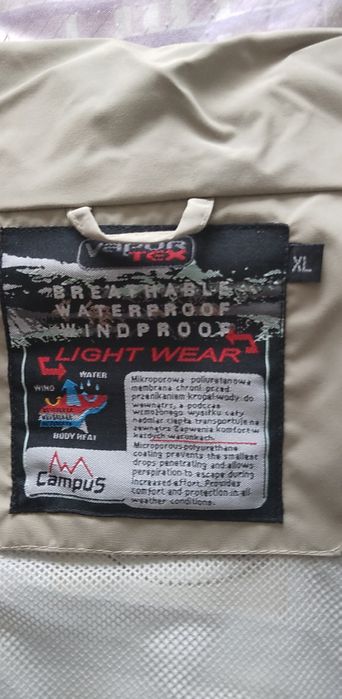 VAPUR
TEX
XL
BREATHABLE
WATERPROOF
WINDPROOF
LIGHT WEAR
WATER
WIND
BODY HEAT
Campus
Mikroporowa poliuretanowa
membrana chroni przed
przenikaniem kropel wody do
wewnątrz, a podczas
wzmożonego wysiłku cały
nadmiar ciepła transportuje na
zewnątrz Zapewnia komfort w
każdych warunkach.
Microporous polyurethane
coating prevents the smallest
drops penetrating and allows
perspiration to escape during
increased effort. Provides
comfort and protection in all-
weather conditions.